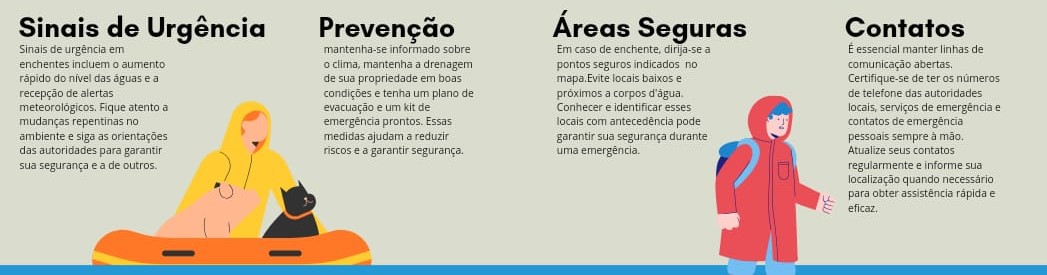 Sinais de Urgência
Sinais de urgência em
enchentes incluem o aumento
rápido do nível das águas e a
recepção de alertas
meteorológicos. Fique atento a
mudanças repentinas no
ambiente e siga as orientações
das autoridades para garantir
sua segurança e a de outros.
Prevenção
mantenha-se informado sobre
o clima, mantenha a drenagem
de sua propriedade em boas
condições e tenha um plano de
evacuação e um kit de
emergência prontos. Essas
medidas ajudam a reduzir
riscos e a garantir segurança.
Áreas Seguras
Em caso de enchente, dirija-se a
pontos seguros indicados  no
mapa.Evite locais baixos e
próximos a corpos d'água.
Conhecer e identificar esses
locais com antecedência pode
garantir sua segurança durante
uma emergência.
Contatos
É essencial manter linhas de
comunicação abertas.
Certifique-se de ter os números
de telefone das autoridades
locais, serviços de emergência e
contatos de emergência
pessoais sempre à mão.
Atualize seus contatos
regularmente e informe sua
localização quando necessário
para obter assistência rápida e
eficaz.